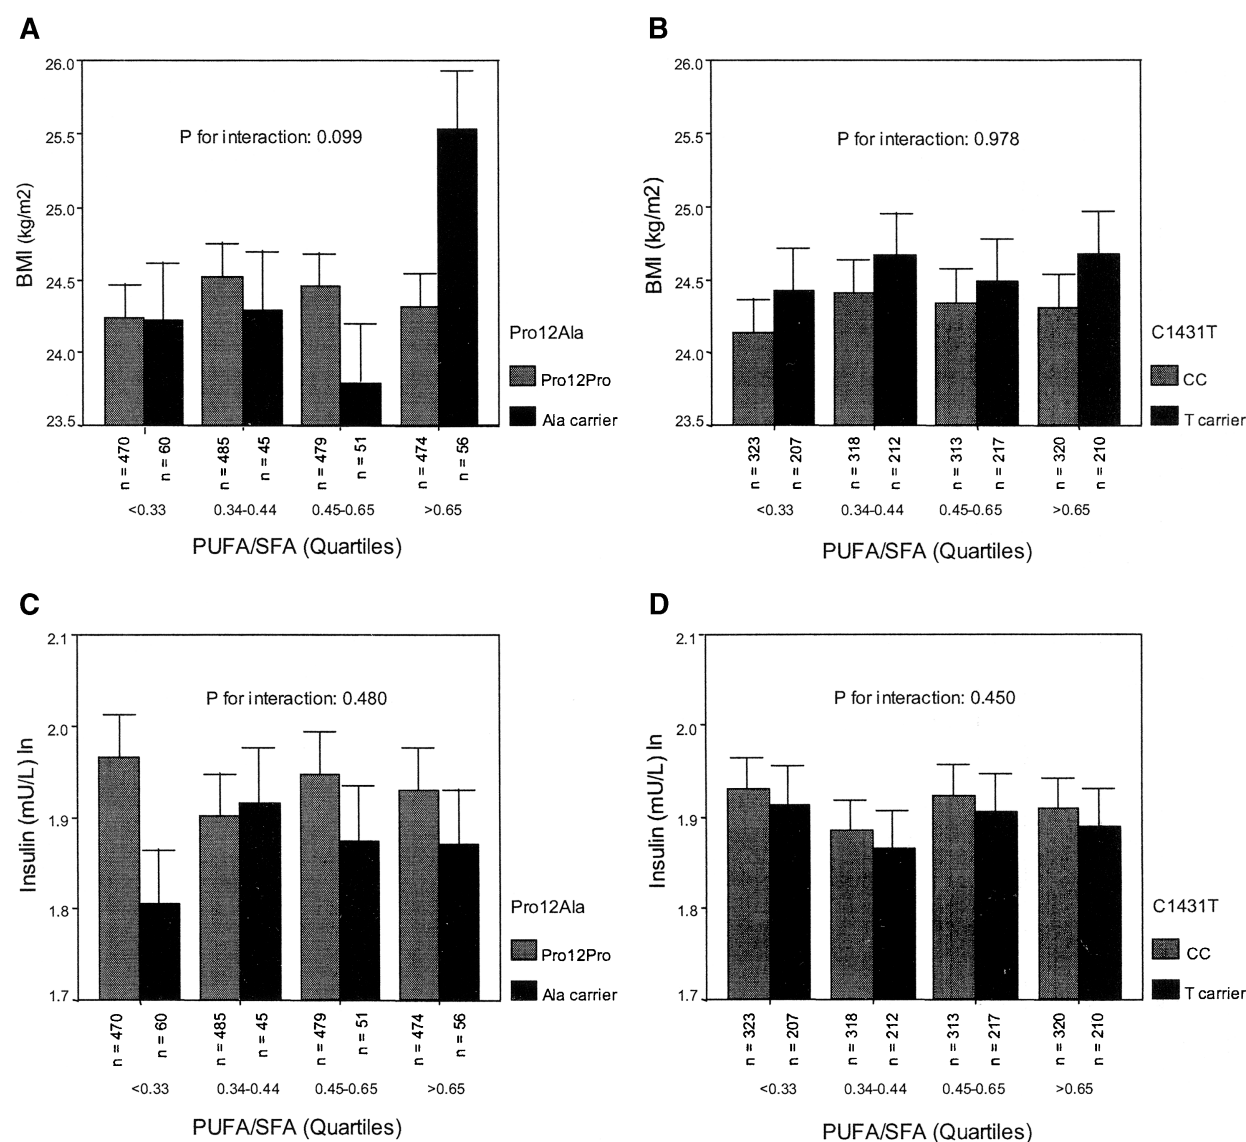 A
26.0
25.5
25.0
24.5
24.0
23.5
BMI (kg/m2)
P for interaction: 0.099
Pro12Ala
Pro12Pro
Ala carrier
n = 470
n = 60
n = 485
n = 45
n = 479
n = 51
n = 474
n = 56
<0.33
0.34-0.44
0.45-0.65
>0.65
PUFA/SFA (Quartiles)
B
26.0
25.5
25.0
24.5
24.0
23.5
BMI (kg/m2)
P for interaction: 0.978
C1431T
CC
T carrier
n = 323
n = 207
n = 318
n = 212
n = 313
n = 217
n = 320
n = 210
<0.33
0.34-0.44
0.45-0.65
>0.65
PUFA/SFA (Quartiles)
C
2.1
2.0
1.9
1.8
1.7
Insulin (mU/L) ln
P for interaction: 0.480
Pro12Ala
Pro12Pro
Ala carrier
n = 470
n = 60
n = 485
n = 45
n = 479
n = 51
n = 474
n = 56
<0.33
0.34-0.44
0.45-0.65
>0.65
PUFA/SFA (Quartiles)
D
2.1
2.0
1.9
1.8
1.7
Insulin (mU/L) ln
P for interaction: 0.450
C1431T
CC
T carrier
n = 323
n = 207
n = 318
n = 212
n = 313
n = 217
n = 320
n = 210
<0.33
0.34-0.44
0.45-0.65
>0.65
PUFA/SFA (Quartiles)